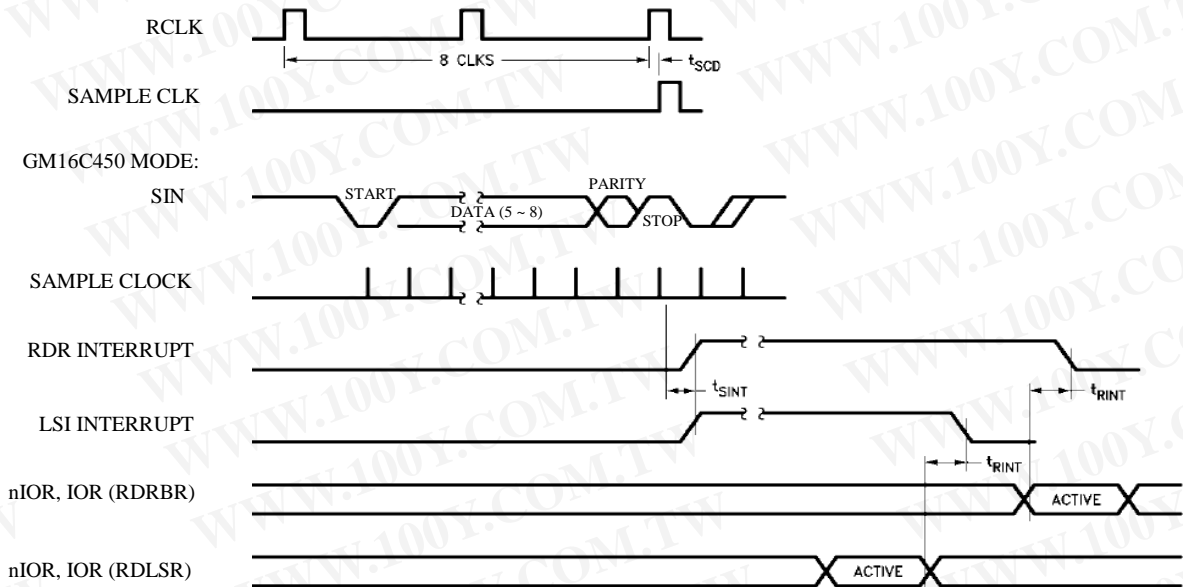 RCLK
8 CLKS
tSCD
SAMPLE CLK
GM16C450 MODE:
SIN
START
DATA (5 ~ 8)
PARITY
STOP
SAMPLE CLOCK
RDR INTERRUPT
tSINT
tRINT
LSI INTERRUPT
tRINT
nIOR, IOR (RDRBR)
ACTIVE
nIOR, IOR (RDLSR)
ACTIVE
WWW.100Y.COM.TW